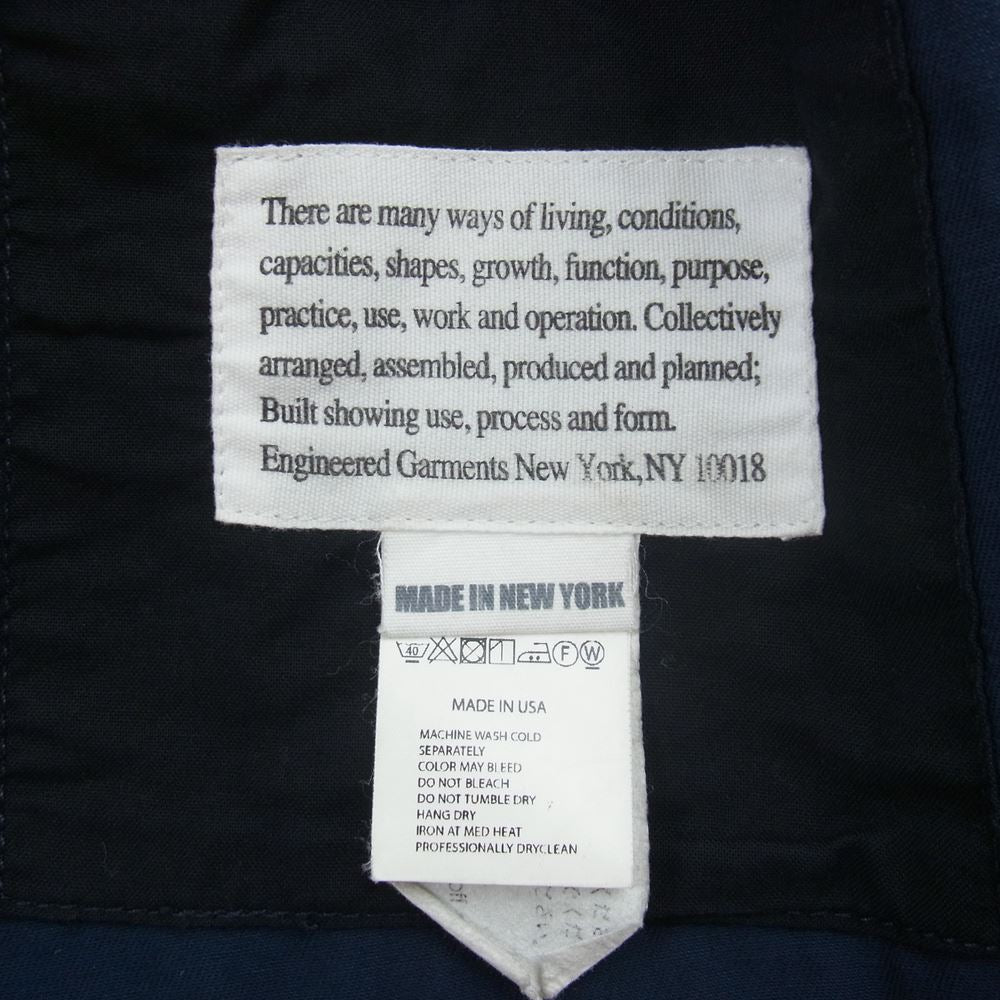 There are many ways of living, conditions,
capacities, shapes, growth, function, purpose,
practice, use, work and operation. Collectively
arranged, assembled, produced and planned;
Built showing use, process and form.
Engineered Garments New York,NY 10018
MADE IN NEW YORK
40 F W
MADE IN USA
MACHINE WASH COLD
SEPARATELY
COLOR MAY BLEED
DO NOT BLEACH
DO NOT TUMBLE DRY
HANG DRY
IRON AT MED HEAT
PROFESSIONALLY DRYCLEAN